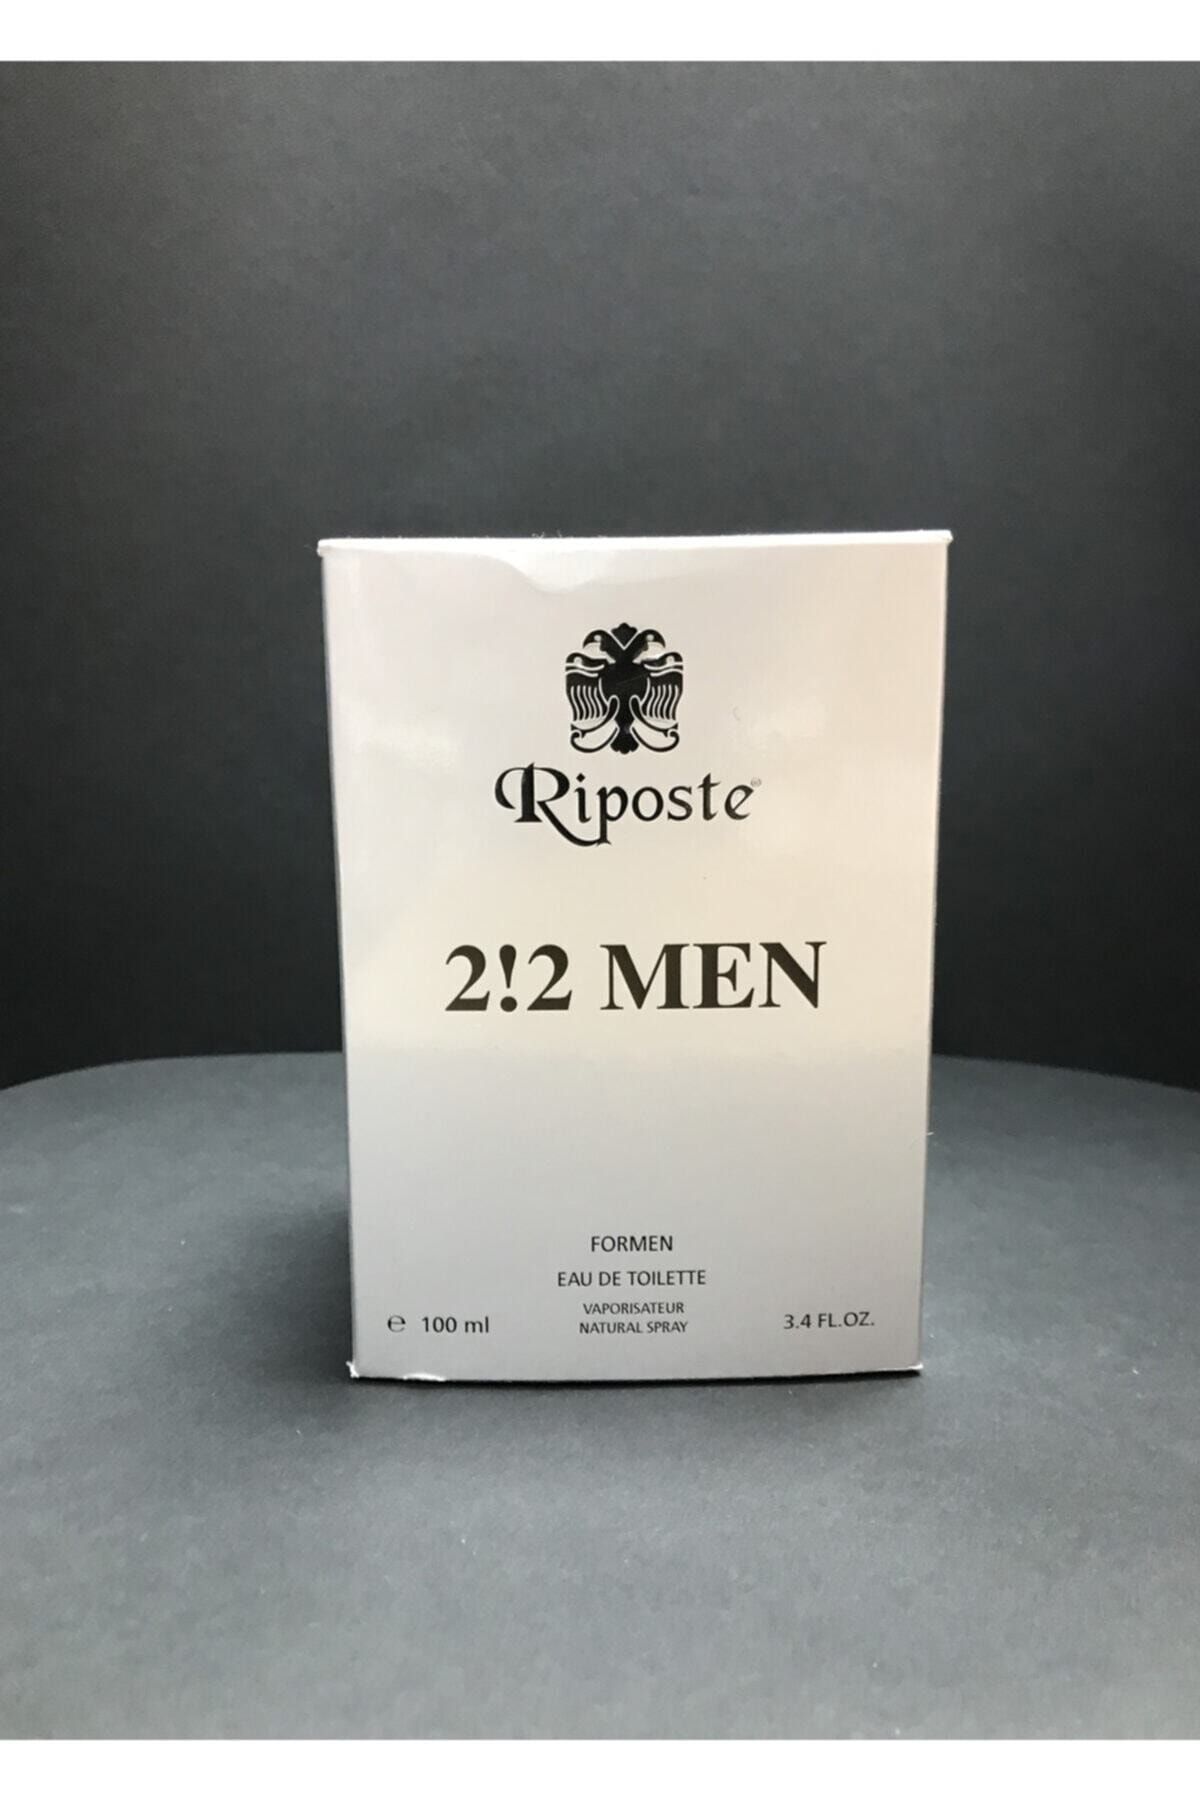 Riposte®
2!2 MEN
FORMEN
EAU DE TOILETTE
VAPORISATEUR
NATURAL SPRAY
℮ 100 ml
3.4 FL.OZ.